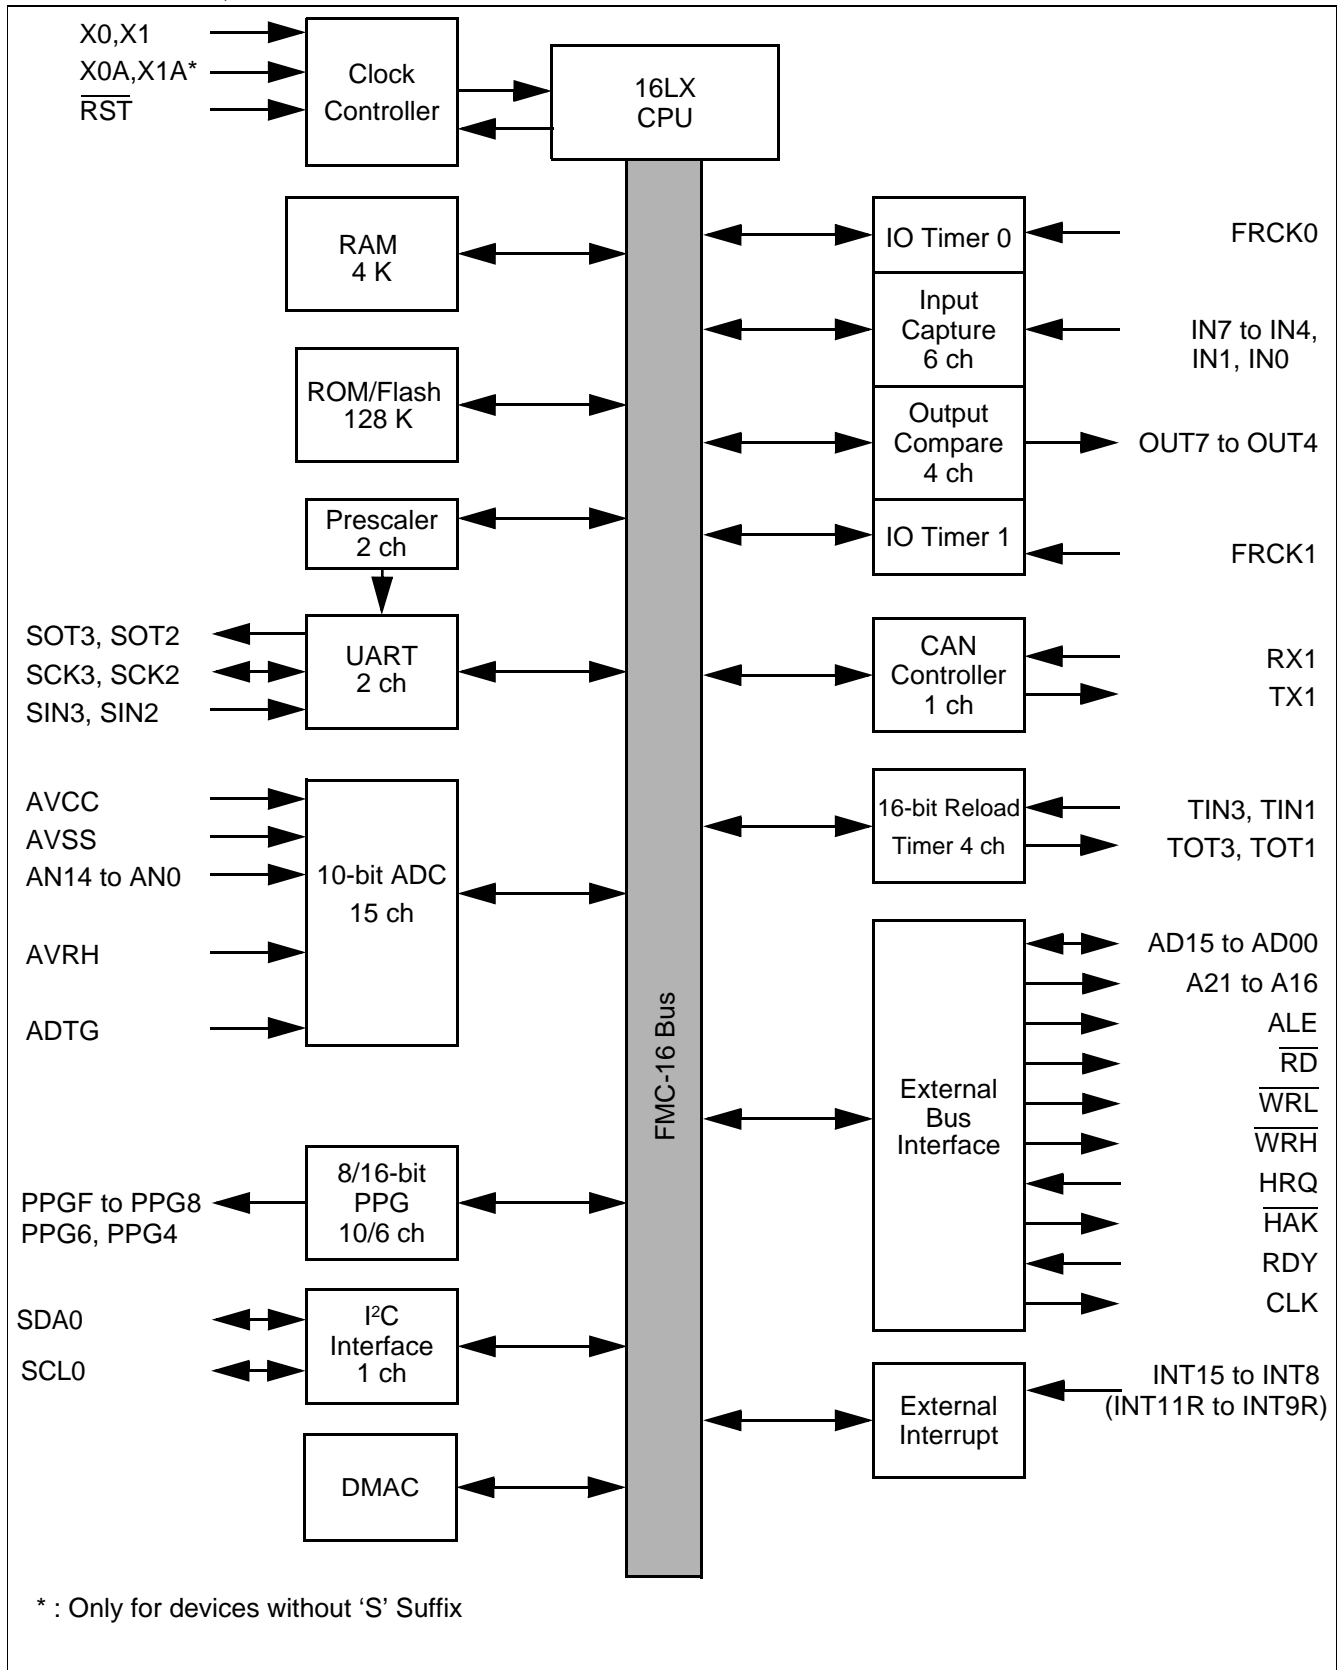 X0,X1
X0A,X1A*
RST
Clock
Controller
16LX
CPU
RAM
4 K
ROM/Flash
128 K
Prescaler
2 ch
SOT3, SOT2
SCK3, SCK2
SIN3, SIN2
UART
2 ch
AVCC
AVSS
AN14 to AN0
AVRH
ADTG
10-bit ADC
15 ch
PPGF to PPG8
PPG6, PPG4
8/16-bit
PPG
10/6 ch
SDA0
SCL0
I²C
Interface
1 ch
DMAC
FMC-16 Bus
IO Timer 0
FRCK0
Input
Capture
6 ch
IN7 to IN4,
IN1, IN0
Output
Compare
4 ch
OUT7 to OUT4
IO Timer 1
FRCK1
CAN
Controller
1 ch
RX1
TX1
16-bit Reload
Timer 4 ch
TIN3, TIN1
TOT3, TOT1
External
Bus
Interface
AD15 to AD00
A21 to A16
ALE
RD
WRL
WRH
HRQ
HAK
RDY
CLK
External
Interrupt
INT15 to INT8
(INT11R to INT9R)
* : Only for devices without ‘S’ Suffix